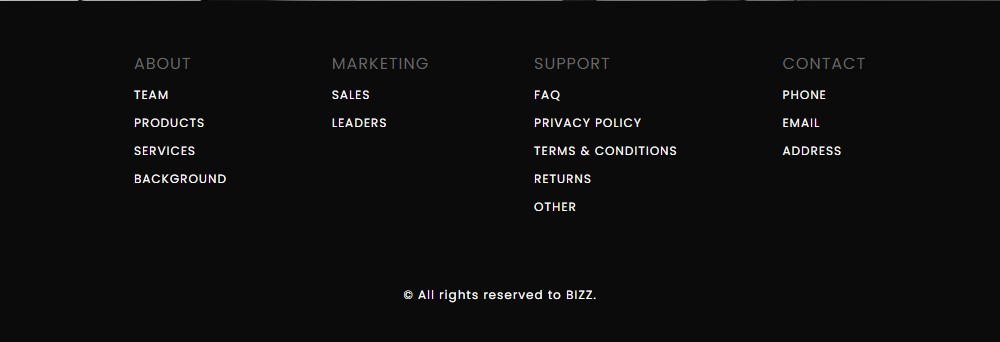 ABOUT
TEAM
PRODUCTS
SERVICES
BACKGROUND
MARKETING
SALES
LEADERS
SUPPORT
FAQ
PRIVACY POLICY
TERMS & CONDITIONS
RETURNS
OTHER
CONTACT
PHONE
EMAIL
ADDRESS
© All rights reserved to BIZZ.